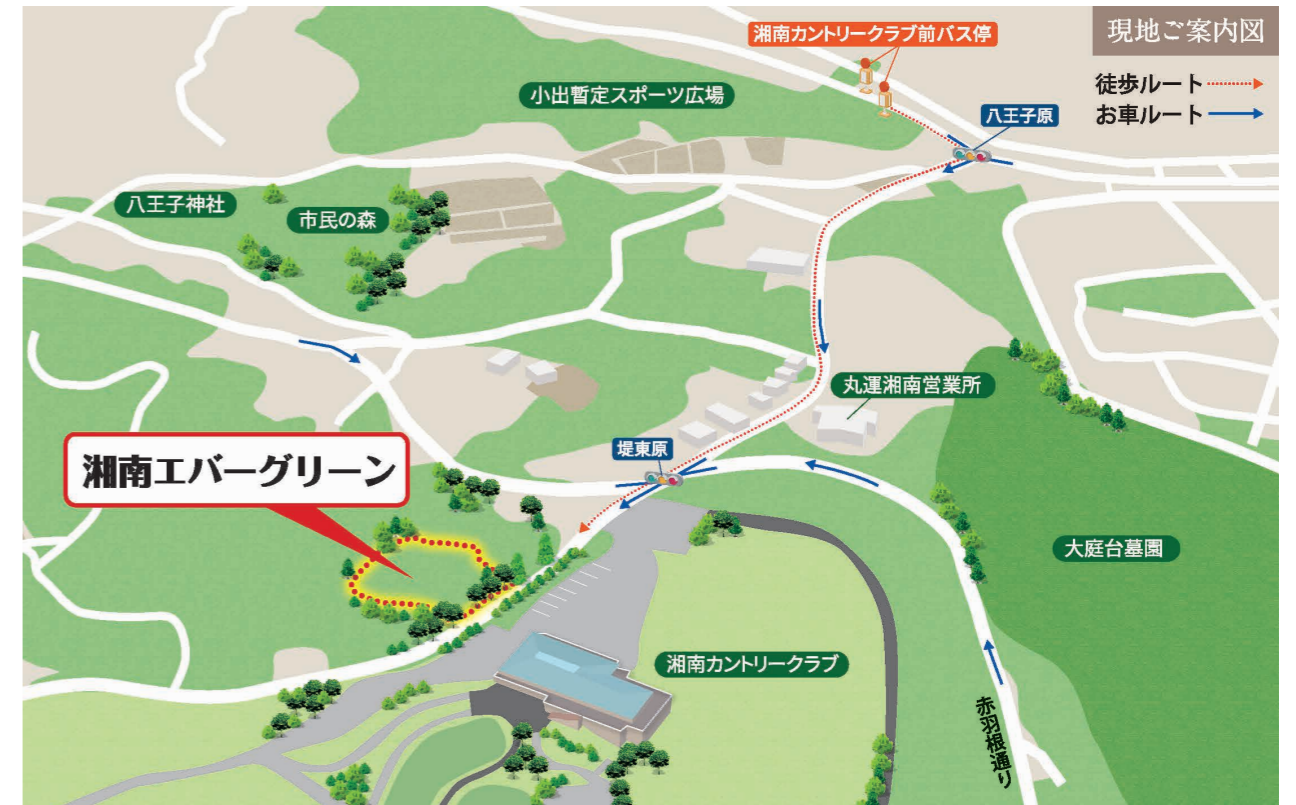 現地ご案内図
徒歩ルート
お車ルート
湘南カントリークラブ前バス停
小出暫定スポーツ広場
八王子原
八王子神社
市民の森
丸運湘南営業所
堤東原
湘南エバーグリーン
大庭台墓園
湘南カントリークラブ
赤羽根通り